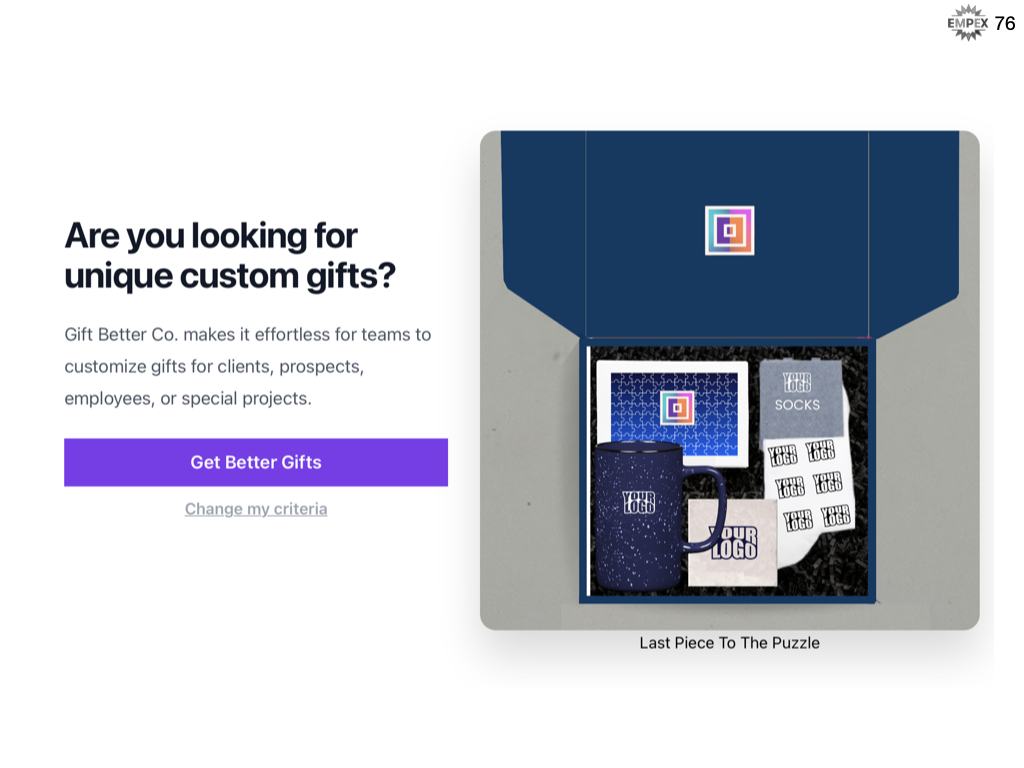 EMPEX 76
Are you looking for
unique custom gifts?
Gift Better Co. makes it effortless for teams to
customize gifts for clients, prospects,
employees, or special projects.
Get Better Gifts
Change my criteria
YOUR
LOGO
SOCKS
YOUR
LOGO
YOUR
LOGO
YOUR
LOGO
YOUR
LOGO
YOUR
LOGO
YOUR
LOGO
YOUR
LOGO
YOUR
LOGO
Last Piece To The Puzzle